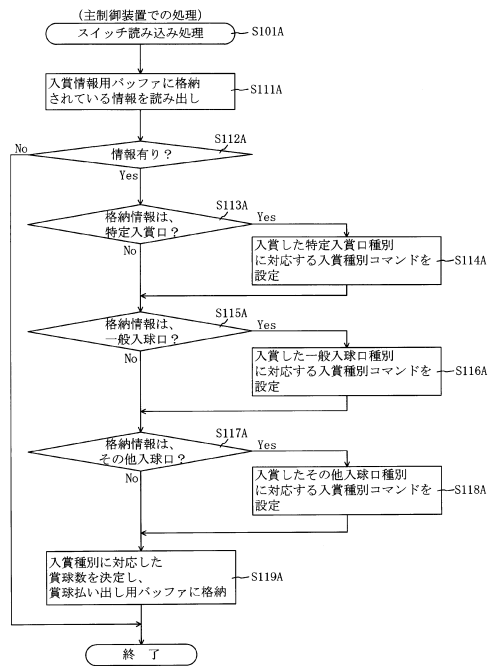 (主制御装置での処理)
スイッチ読み込み処理
S101A
入賞情報用バッファに格納
されている情報を読み出し
S111A
S112A
No
情報有り？
Yes
S113A
格納情報は、
特定入賞口？
Yes
No
入賞した特定入賞口種別
に対応する入賞種別コマンドを
設定
S114A
S115A
格納情報は、
一般入球口？
Yes
No
入賞した一般入球口種別
に対応する入賞種別コマンドを
設定
S116A
S117A
格納情報は、
その他入球口？
Yes
No
入賞したその他入球口種別
に対応する入賞種別コマンドを
設定
S118A
入賞種別に対応した
賞球数を決定し、
賞球払い出し用バッファに格納
S119A
終 了